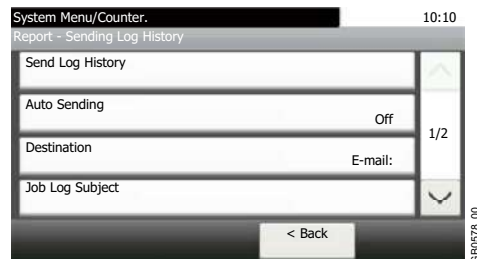 System Menu/Counter. 10:10
Report - Sending Log History
Send Log History
Auto Sending
Off
1/2
Destination
E-mail:
Job Log Subject
< Back
GB0578_00